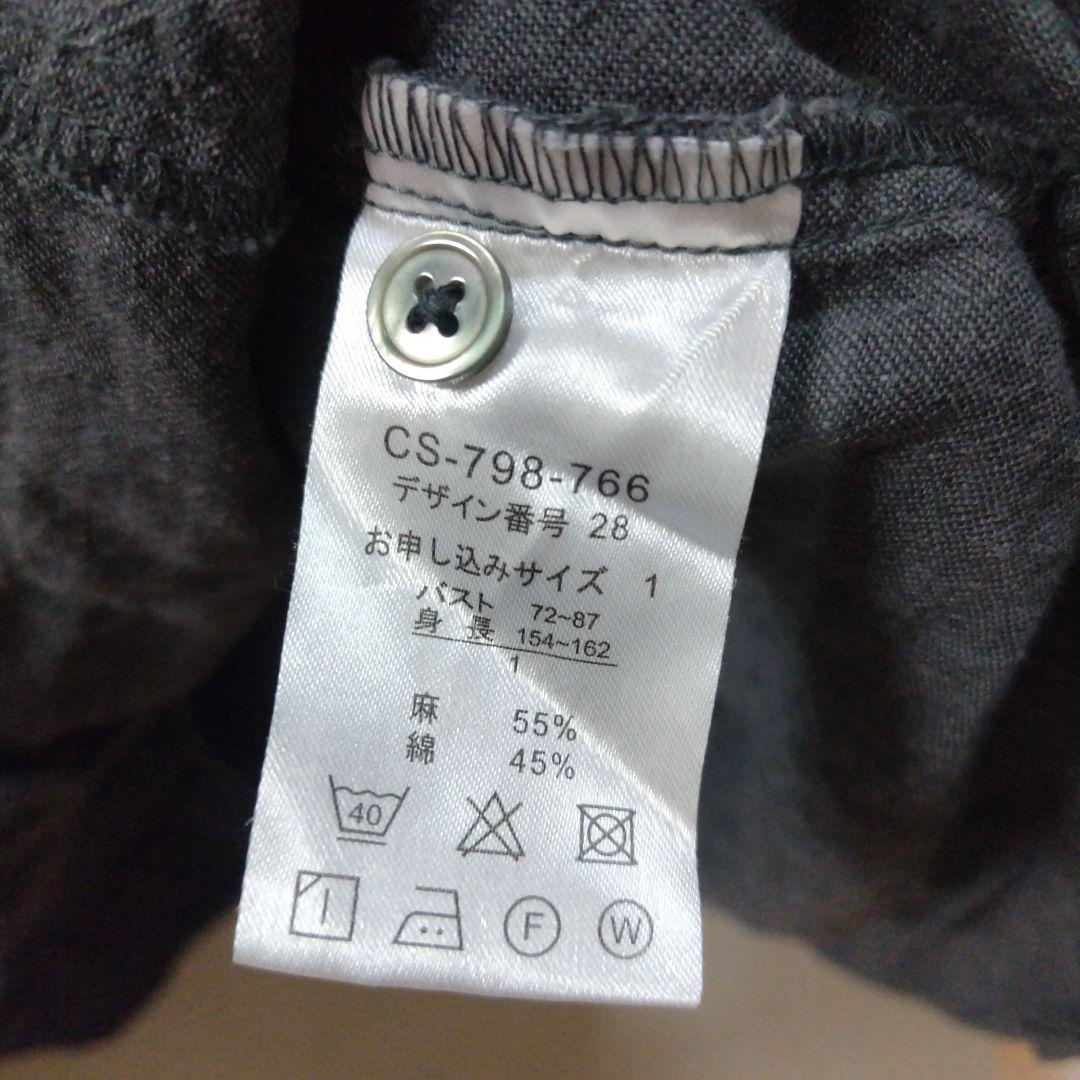 CS-798-766
デザイン番号 28
お申し込みサイズ 1
バスト 72~87
身長 154~162
1
麻 55%
綿 45%
40
F W